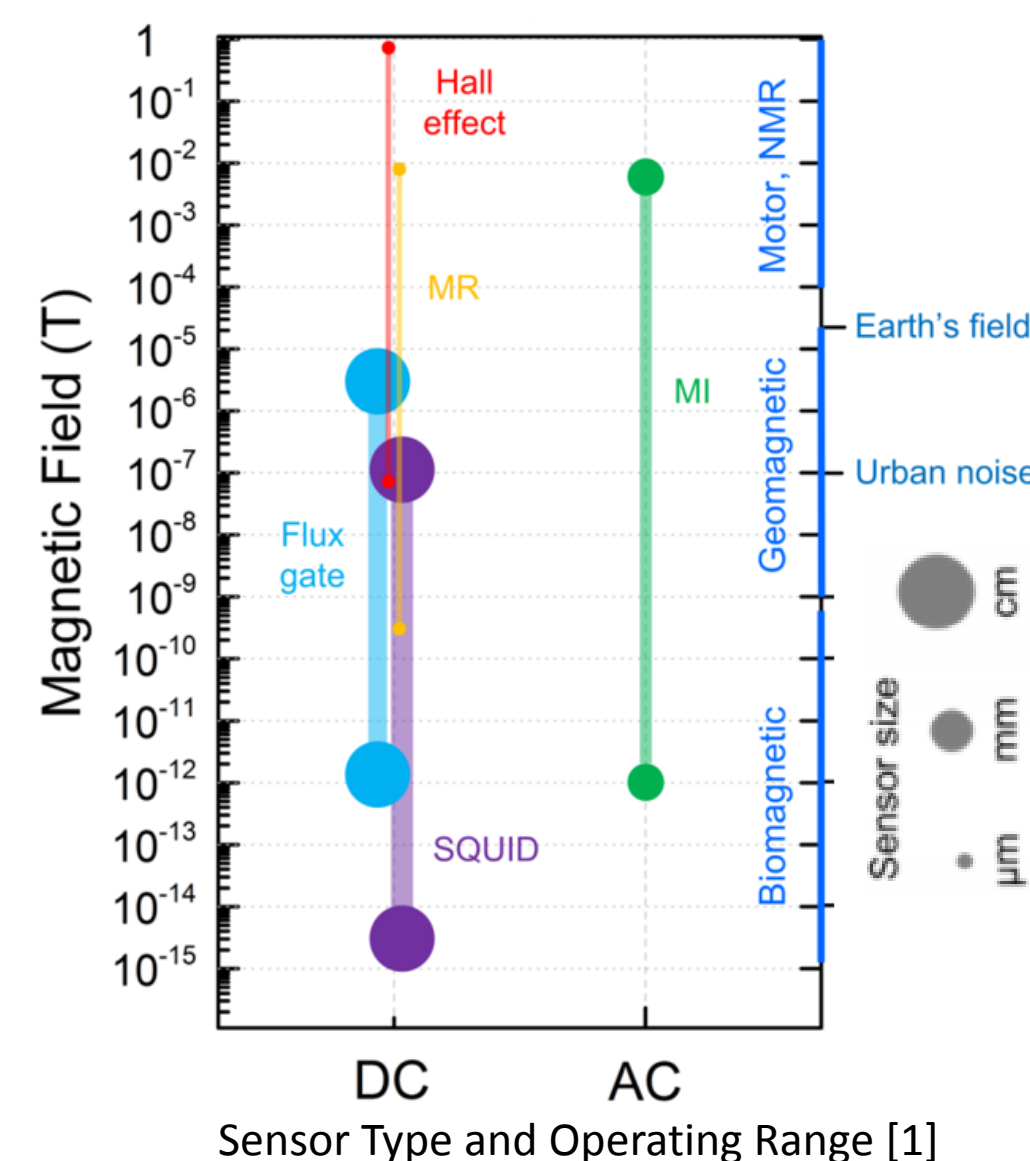 Magnetic Field (T)
1
10-1
10-2
10-3
10-4
10-5
10-6
10-7
10-8
10-9
10-10
10-11
10-12
10-13
10-14
10-15
Hall
effect
MR
Flux
gate
SQUID
MI
Motor, NMR
Geomagnetic
Biomagnetic
Earth's field
Urban noise
Sensor size
cm
mm
μm
DC
AC
Sensor Type and Operating Range [1]